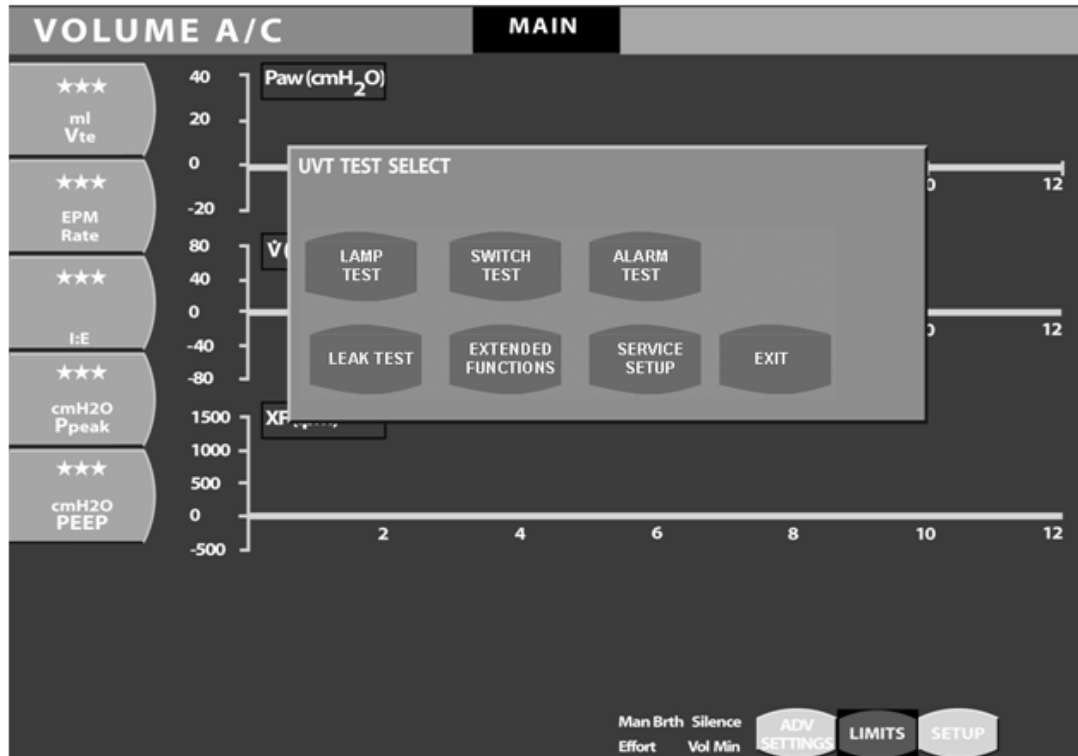 VOLUME A/C
MAIN
★★★
ml
Vte
★★★
EPM
Rate
★★★
I:E
★★★
cmH2O
Ppeak
★★★
cmH2O
PEEP
40
20
0
-20
Paw (cmH2O)
12
80
40
0
-40
-80
V̇ (
12
1500
1000
500
0
-500
2 4 6 8 10 12
UVT TEST SELECT
LAMP
TEST
SWITCH
TEST
ALARM
TEST
LEAK TEST
EXTENDED
FUNCTIONS
SERVICE
SETUP
EXIT
Man Brth Silence
Effort Vol Min
ADV
SETTINGS
LIMITS
SETUP